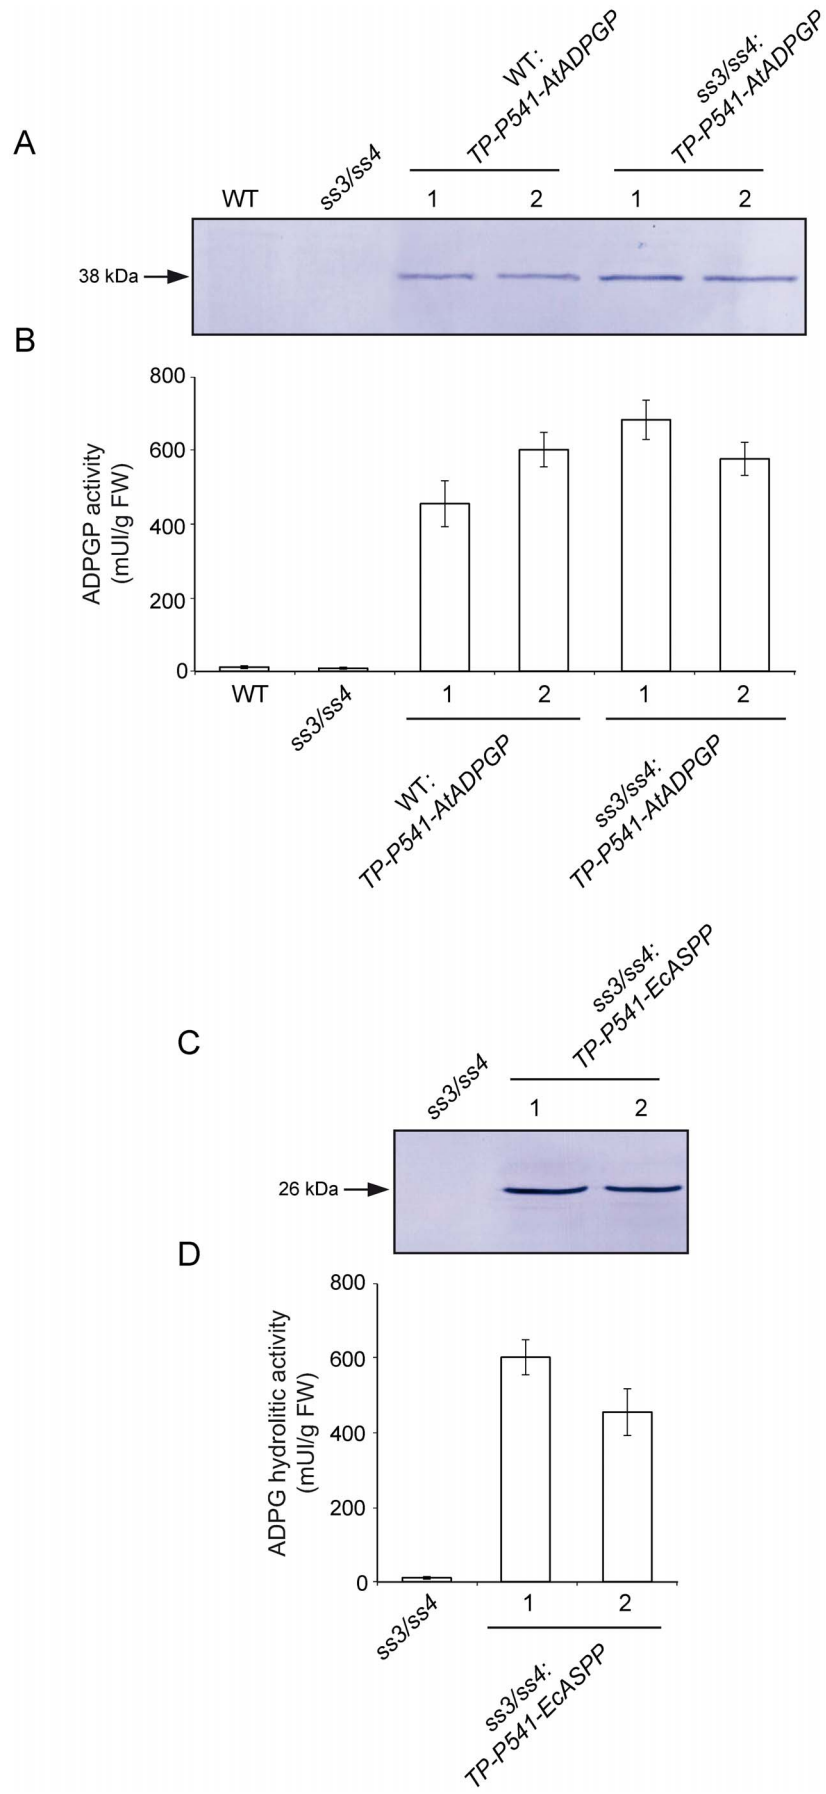 A
WT
ss3/ss4
WT:
TP-P541-AtADPGP
1
2
ss3/ss4:
TP-P541-AtADPGP
1
2
38 kDa
B
ADPGP activity
(mUI/g FW)
800
600
400
200
0
WT
ss3/ss4
1
2
WT:
TP-P541-AtADPGP
1
2
ss3/ss4:
TP-P541-AtADPGP
C
ss3/ss4
ss3/ss4:
TP-P541-EcASPP
1
2
26 kDa
D
ADPG hydrolitic activity
(mUI/g FW)
800
600
400
200
0
ss3/ss4
1
2
ss3/ss4:
TP-P541-EcASPP